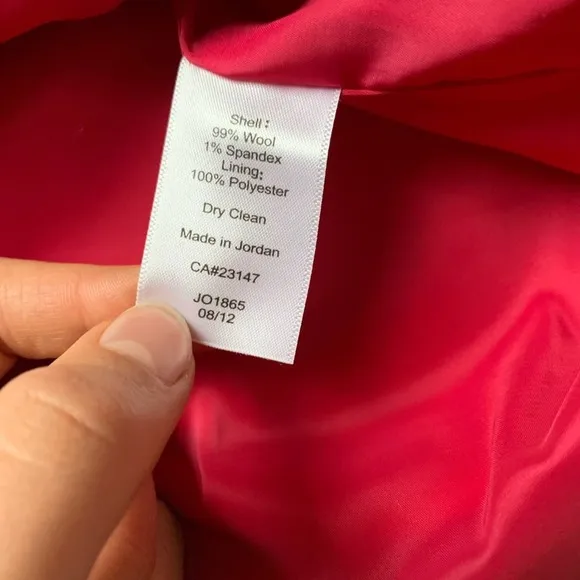 Shell:
99% Wool
1% Spandex
Lining:
100% Polyester
Dry Clean
Made in Jordan
CA#23147
JO1865
08/12